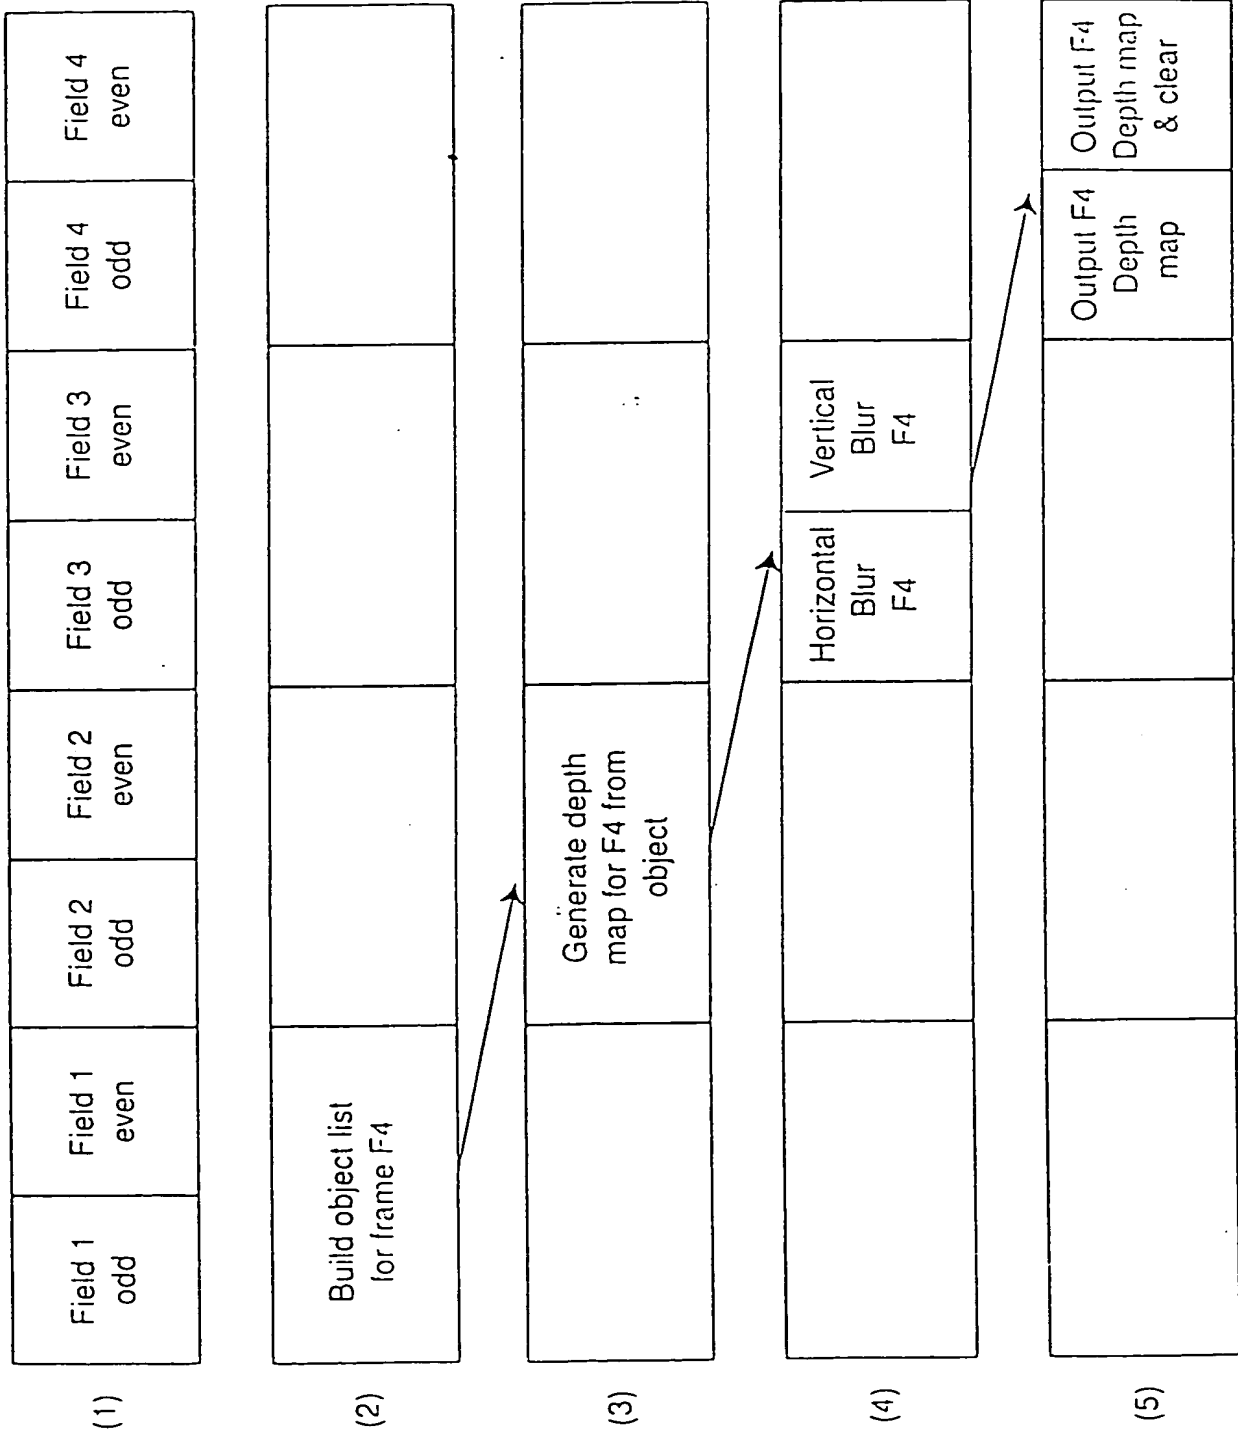 (1)
Field 1
odd
Field 1
even
Field 2
odd
Field 2
even
Field 3
odd
Field 3
even
Field 4
odd
Field 4
even
(2)
Build object list
for frame F4
(3)
Generate depth
map for F4 from
object
(4)
Horizontal
Blur
F4
Vertical
Blur
F4
(5)
Output F4
Depth
map
Output F4
Depth map
& clear